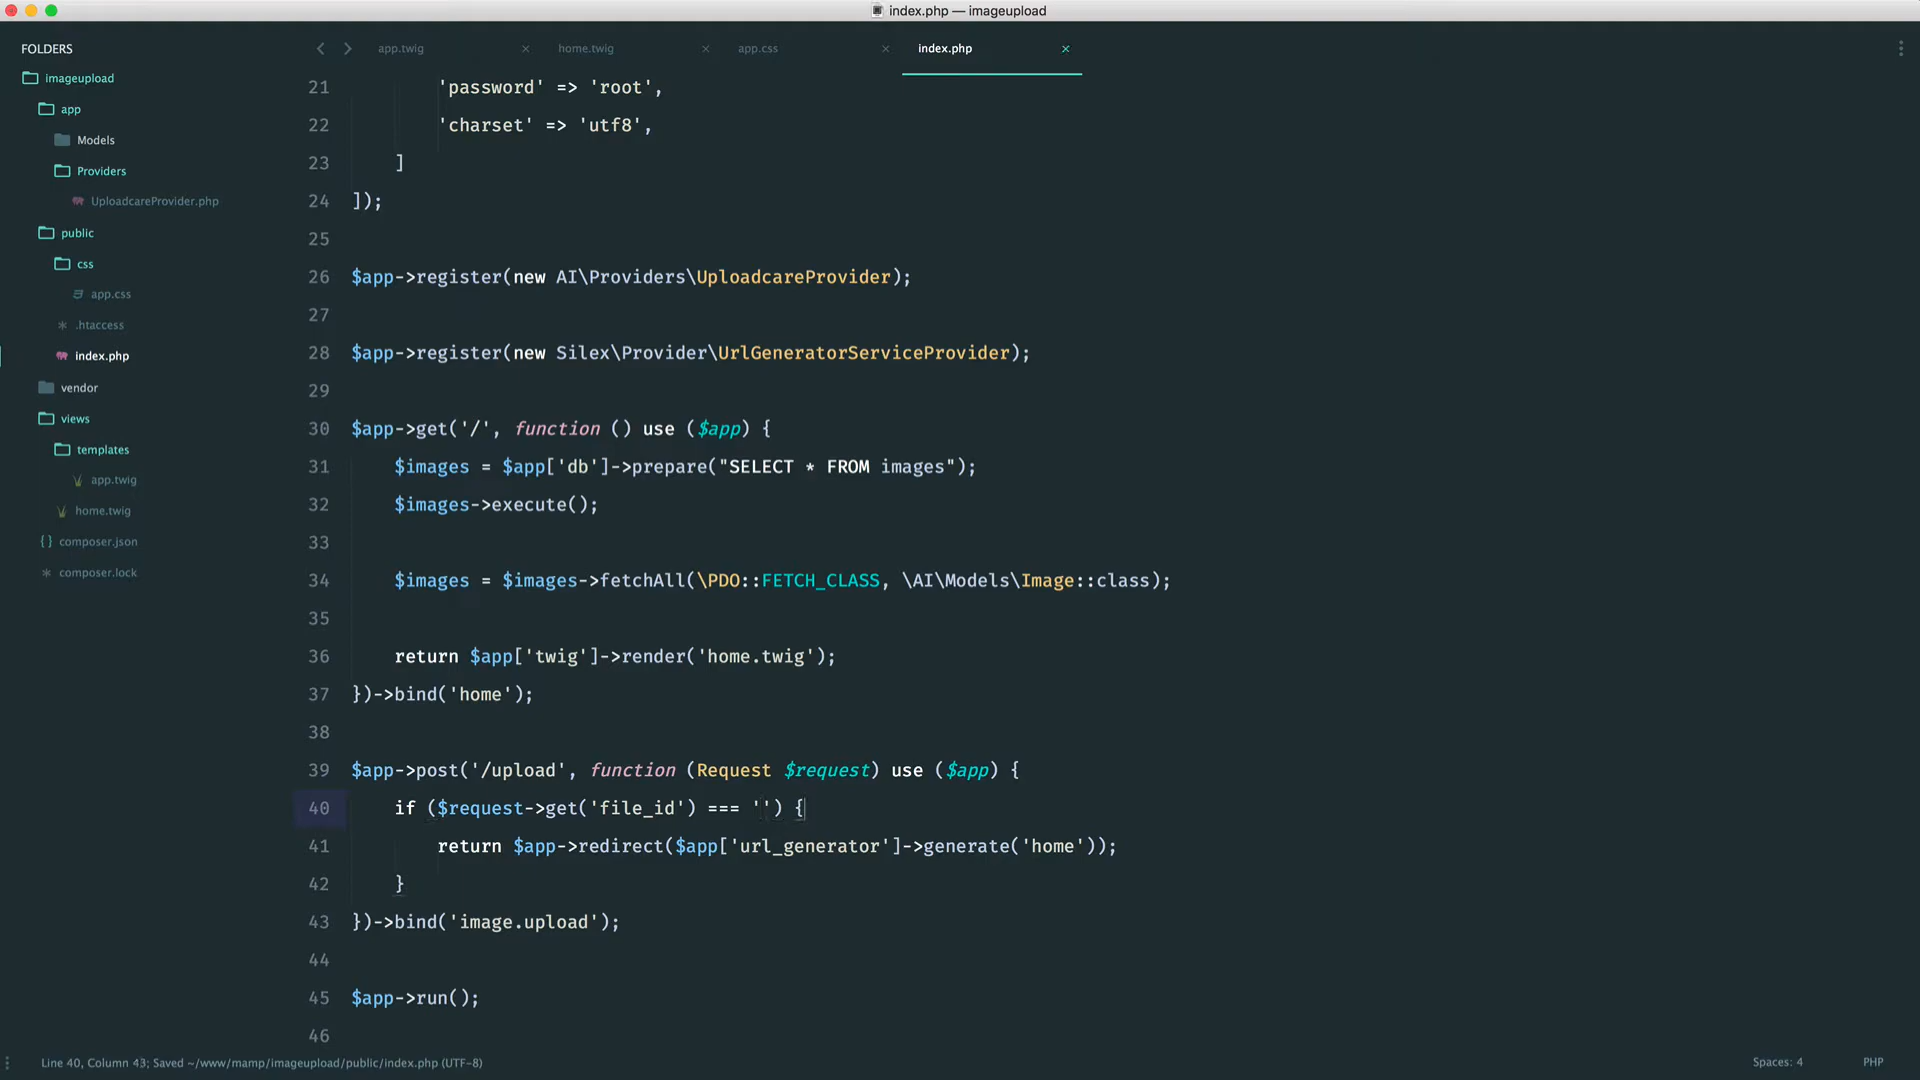 index.php — imageupload
FOLDERS
imageupload
app
Models
Providers
UploadcareProvider.php
public
css
app.css
.htaccess
index.php
vendor
views
templates
app.twig
home.twig
composer.json
composer.lock
app.twig
home.twig
app.css
index.php
21 'password' => 'root',
22 'charset' => 'utf8',
23 ]
24 ]);
25
26 $app->register(new AI\Providers\UploadcareProvider);
27
28 $app->register(new Silex\Provider\UrlGeneratorServiceProvider);
29
30 $app->get('/', function () use ($app) {
31 $images = $app['db']->prepare("SELECT * FROM images");
32 $images->execute();
33
34 $images = $images->fetchAll(\PDO::FETCH_CLASS, \AI\Models\Image::class);
35
36 return $app['twig']->render('home.twig');
37 })->bind('home');
38
39 $app->post('/upload', function (Request $request) use ($app) {
40 if ($request->get('file_id') === '') {
41 return $app->redirect($app['url_generator']->generate('home'));
42 }
43 })->bind('image.upload');
44
45 $app->run();
46
Line 40, Column 43; Saved ~/www/mamp/imageupload/public/index.php (UTF-8)
Spaces: 4
PHP